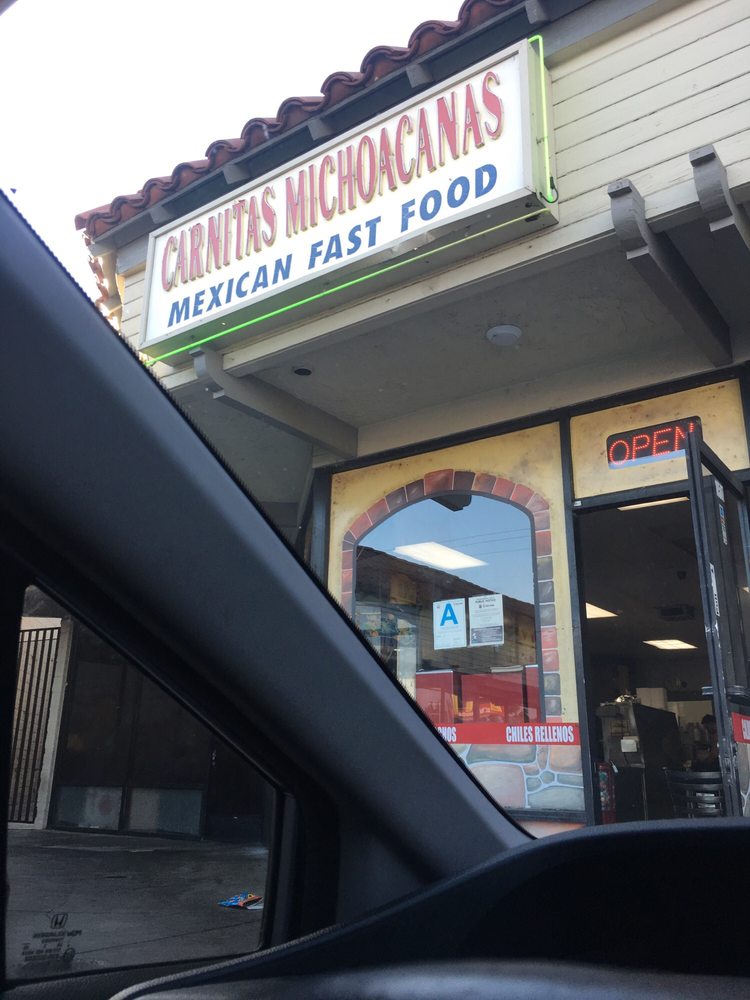 CARNITAS MICHOACANAS
MEXICAN FAST FOOD
OPEN
A
CHILES RELLENOS